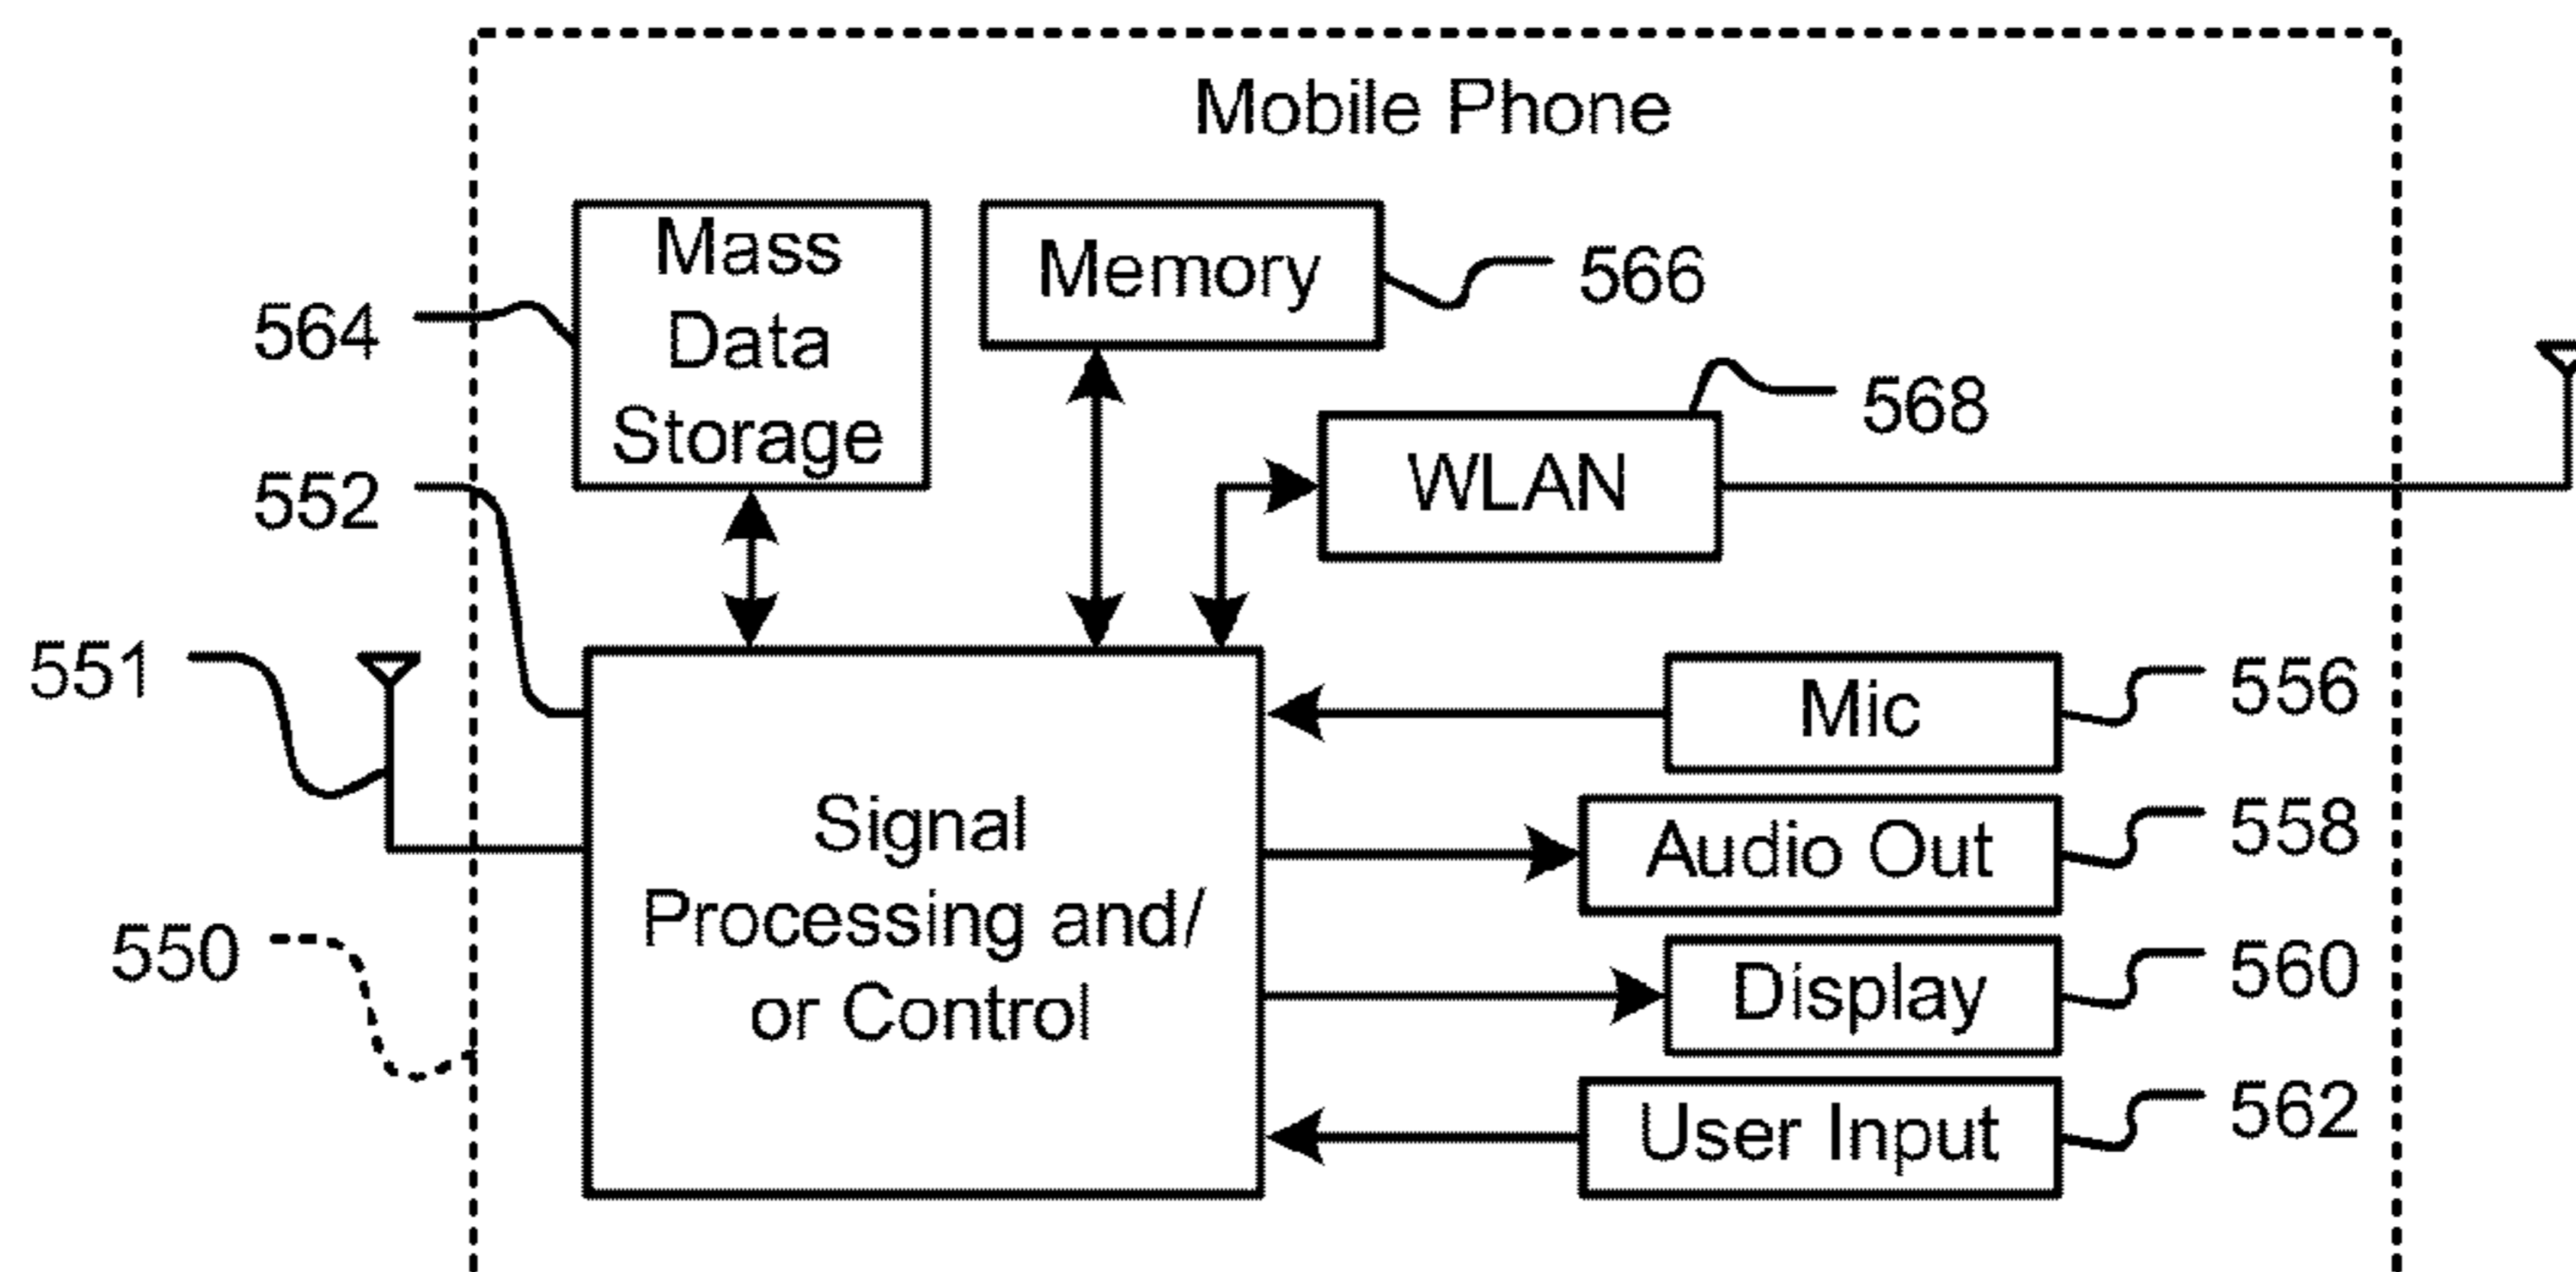 Mobile Phone
Mass
Data
Storage
Memory
566
564
568
WLAN
552
551
Mic
556
Signal
Processing and/
or Control
Audio Out
558
550
Display
560
User Input
562